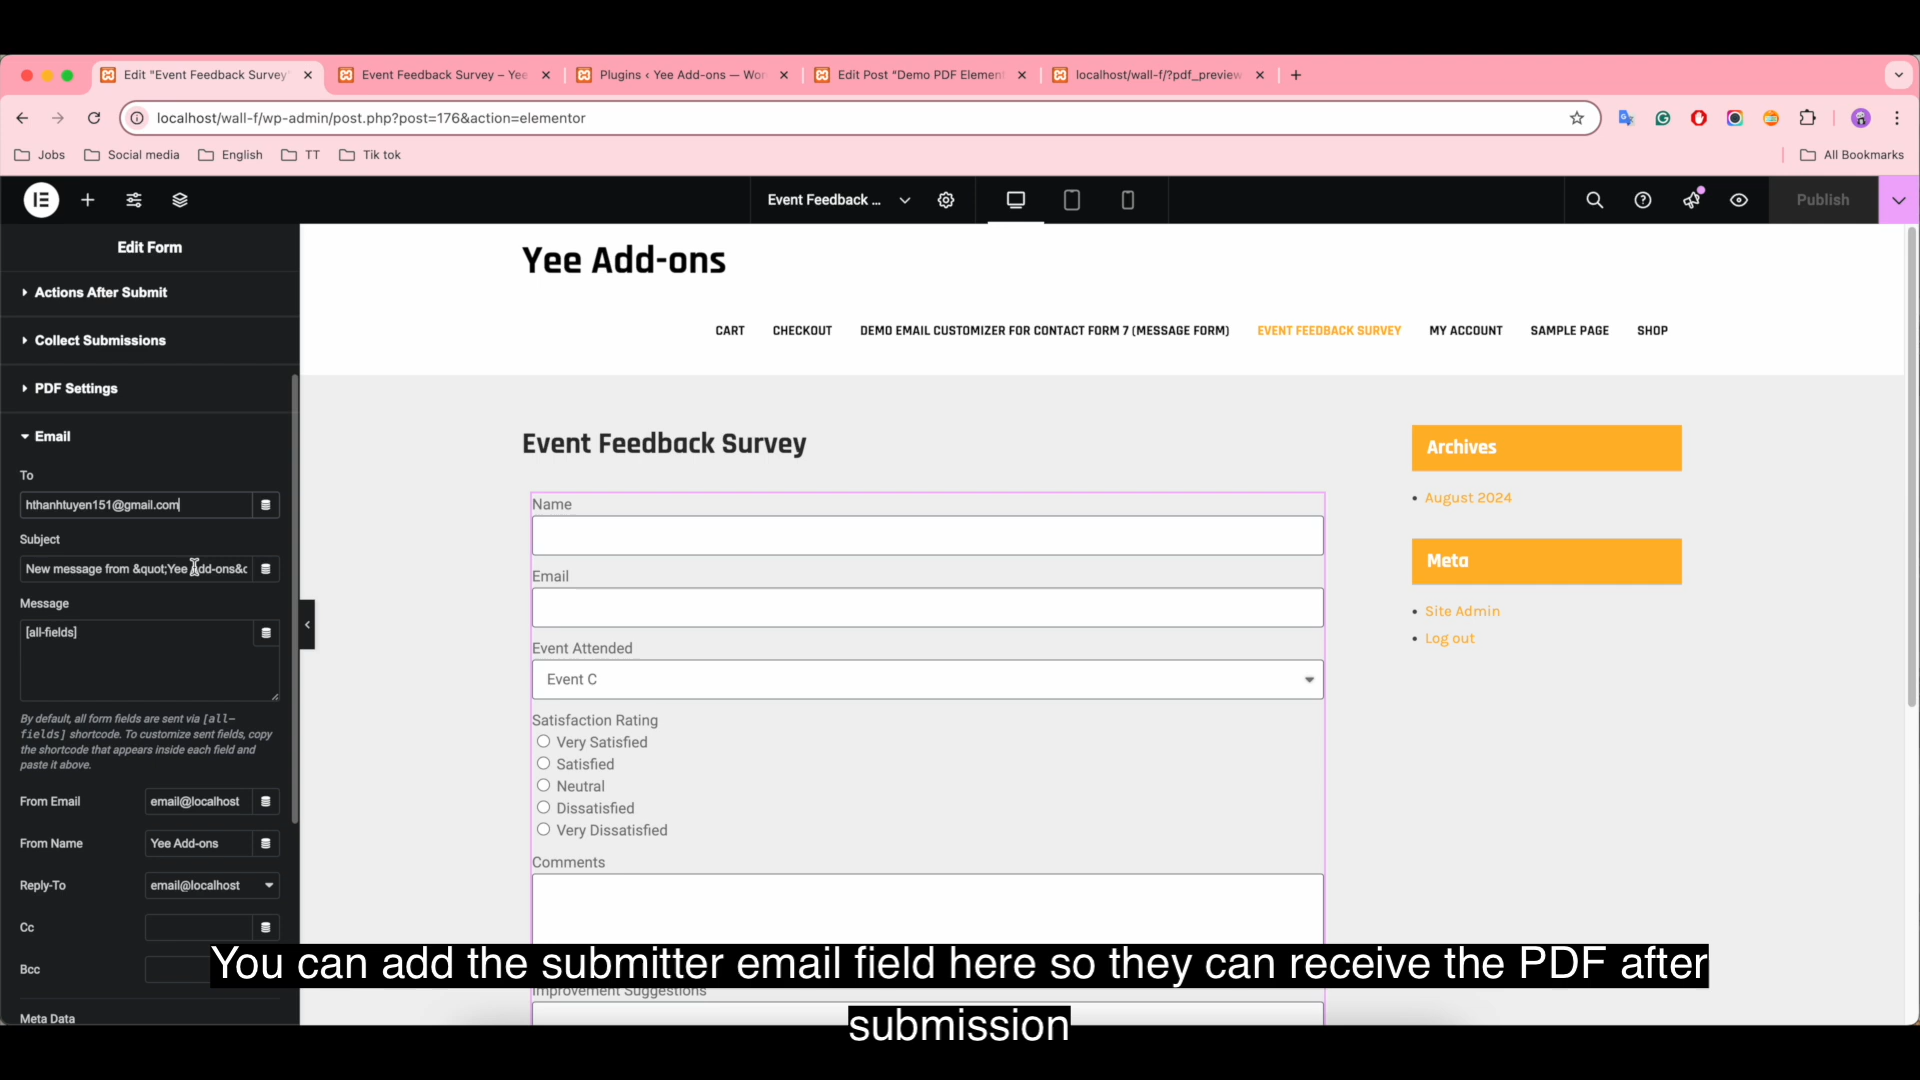 Edit "Event Feedback Survey"
Event Feedback Survey – Yee
Plugins ‹ Yee Add-ons — Wor
Edit Post "Demo PDF Element
localhost/wall-f/?pdf_preview
localhost/wall-f/wp-admin/post.php?post=176&action=elementor
Jobs
Social media
English
TT
Tik tok
All Bookmarks
Event Feedback ...
Publish
Edit Form
Actions After Submit
Collect Submissions
PDF Settings
Email
To
hthanhtuyen151@gmail.com
Subject
New message from &quot;Yee Add-ons&c
Message
[all-fields]
By default, all form fields are sent via [all-
fields] shortcode. To customize sent fields, copy
the shortcode that appears inside each field and
paste it above.
From Email
email@localhost
From Name
Yee Add-ons
Reply-To
email@localhost
Cc
Bcc
Meta Data
Yee Add-ons
CART
CHECKOUT
DEMO EMAIL CUSTOMIZER FOR CONTACT FORM 7 (MESSAGE FORM)
EVENT FEEDBACK SURVEY
MY ACCOUNT
SAMPLE PAGE
SHOP
Event Feedback Survey
Name
Email
Event Attended
Event C
Satisfaction Rating
Very Satisfied
Satisfied
Neutral
Dissatisfied
Very Dissatisfied
Comments
Improvement Suggestions
Archives
August 2024
Meta
Site Admin
Log out
You can add the submitter email field here so they can receive the PDF after
submission